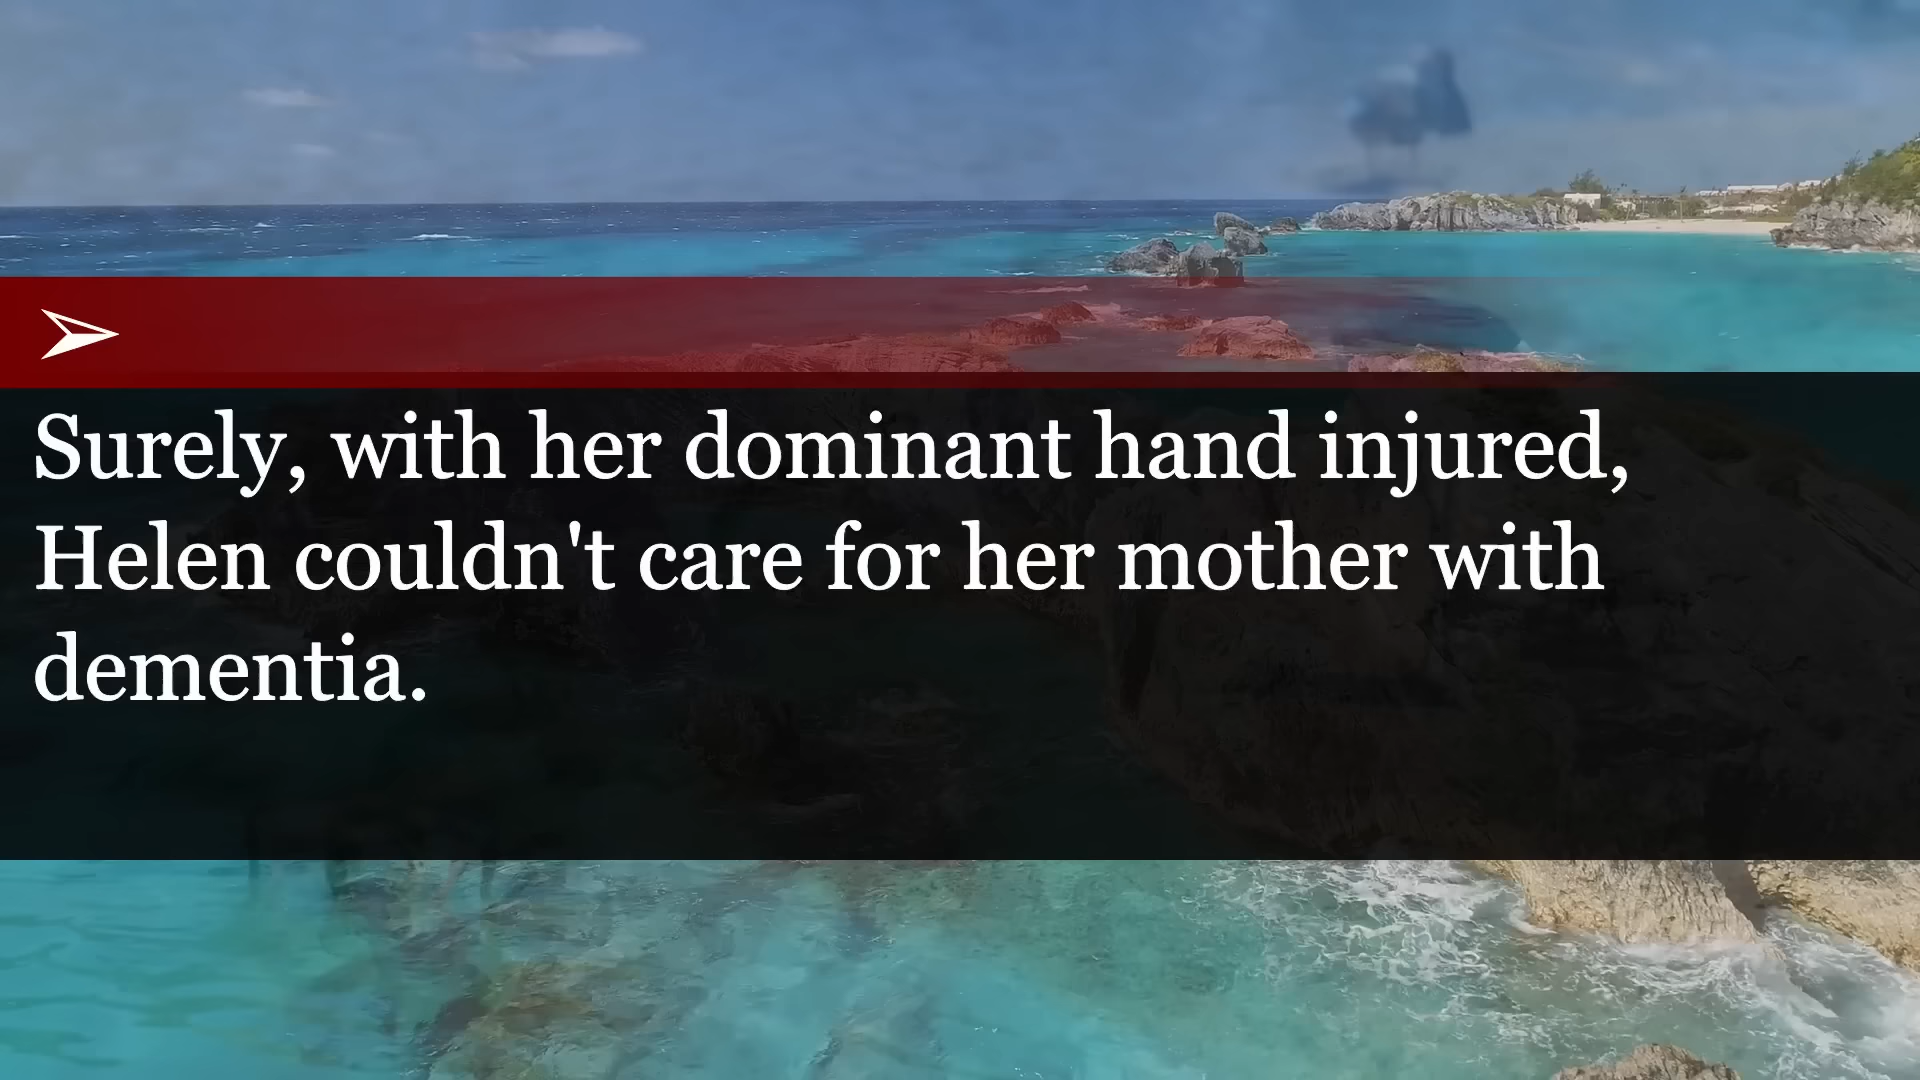 Surely, with her dominant hand injured,
Helen couldn't care for her mother with
dementia.